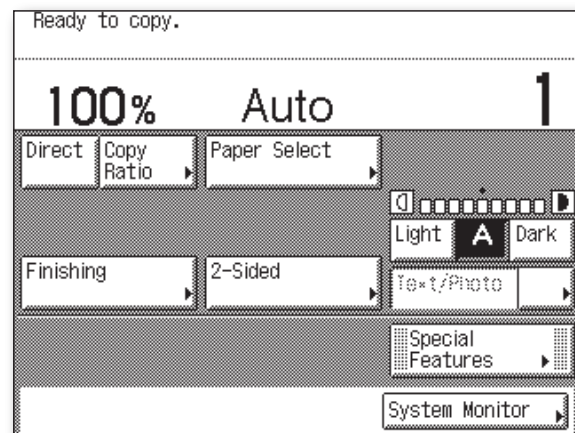 Ready to copy.
100% Auto 1
Direct Copy Ratio Paper Select
Light A Dark
Finishing 2-Sided Text/Photo
Special Features
System Monitor